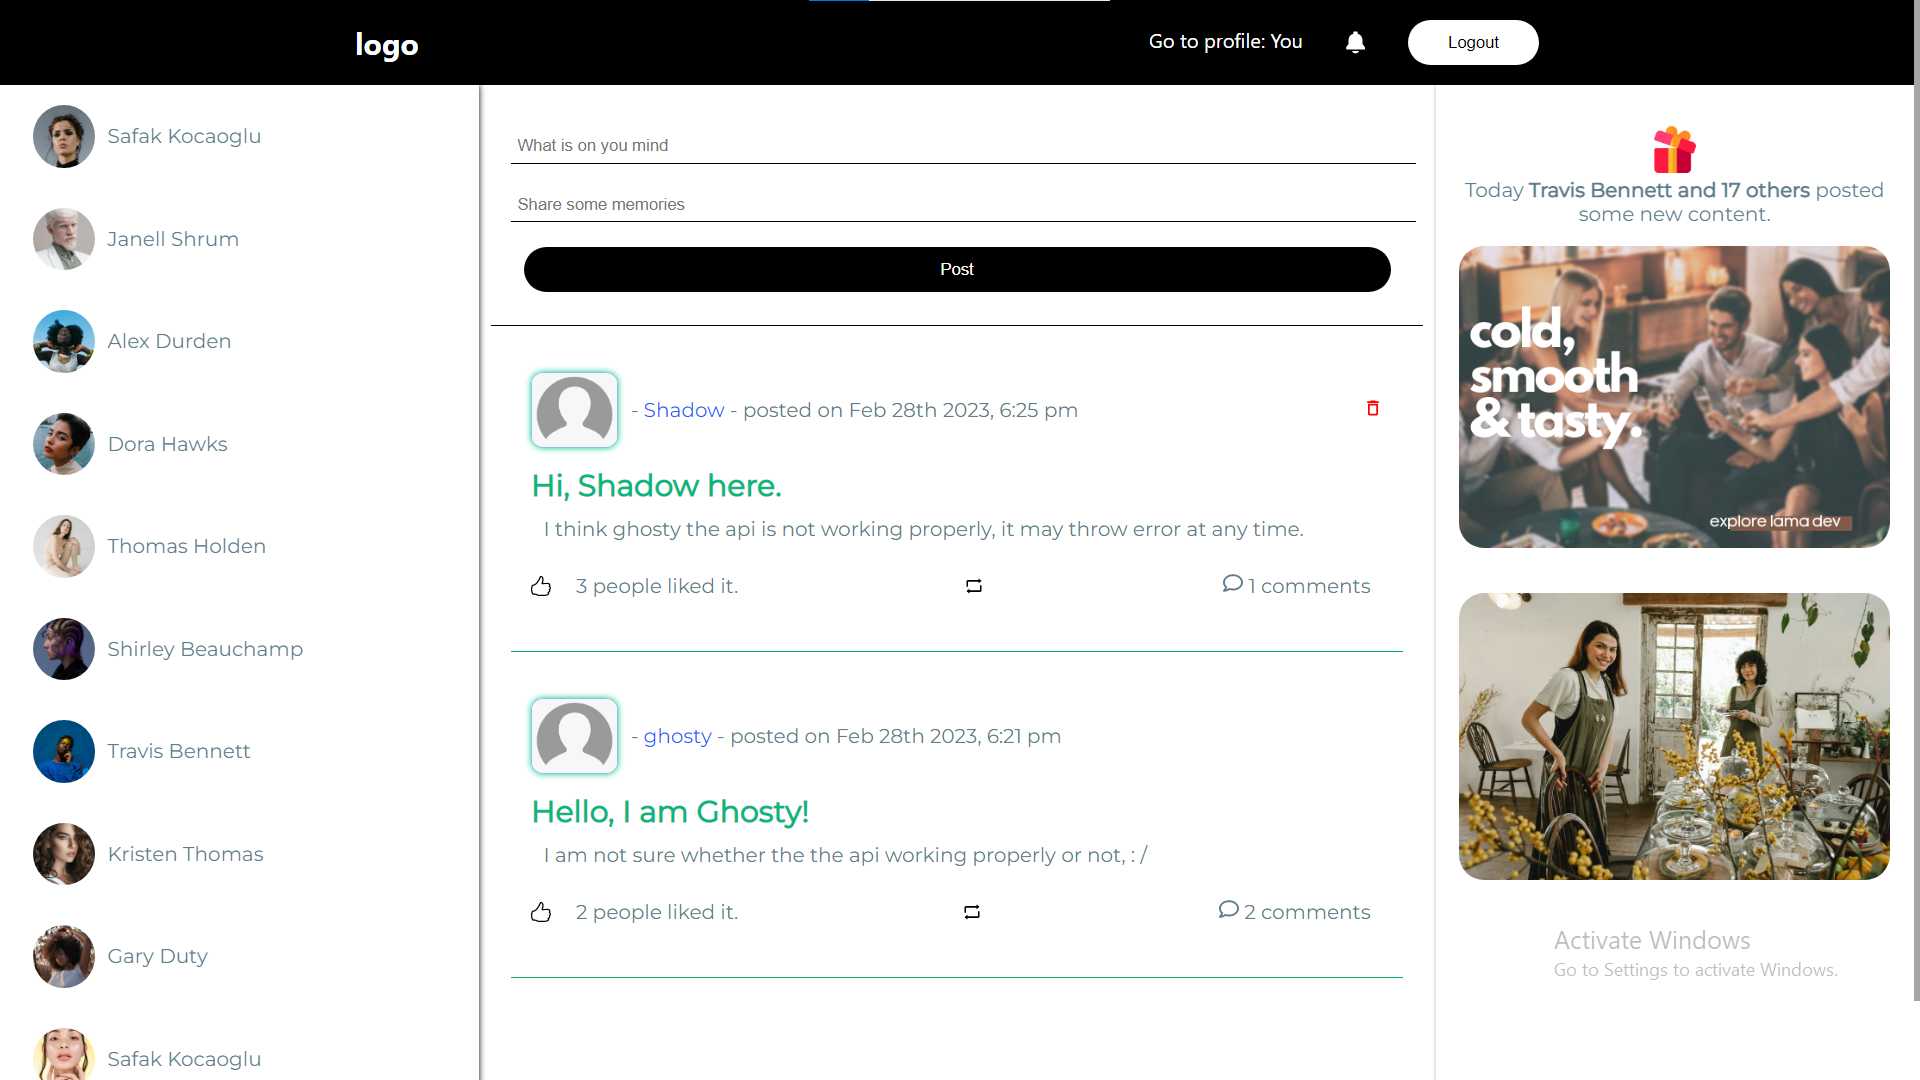 logo
Go to profile: You
Logout
Safak Kocaoglu
Janell Shrum
Alex Durden
Dora Hawks
Thomas Holden
Shirley Beauchamp
Travis Bennett
Kristen Thomas
Gary Duty
Safak Kocaoglu
What is on you mind
Share some memories
Post
- Shadow - posted on Feb 28th 2023, 6:25 pm
Hi, Shadow here.
I think ghosty the api is not working properly, it may throw error at any time.
3 people liked it.
1 comments
- ghosty - posted on Feb 28th 2023, 6:21 pm
Hello, I am Ghosty!
I am not sure whether the the api working properly or not, : /
2 people liked it.
2 comments
Today Travis Bennett and 17 others posted
some new content.
cold,
smooth
& tasty.
explore lama dev
Activate Windows
Go to Settings to activate Windows.